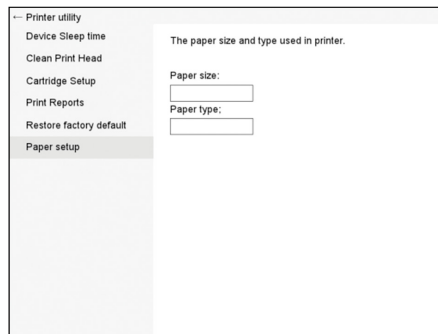 ← Printer utility
Device Sleep time
Clean Print Head
Cartridge Setup
Print Reports
Restore factory default
Paper setup
The paper size and type used in printer.
Paper size:
Paper type;